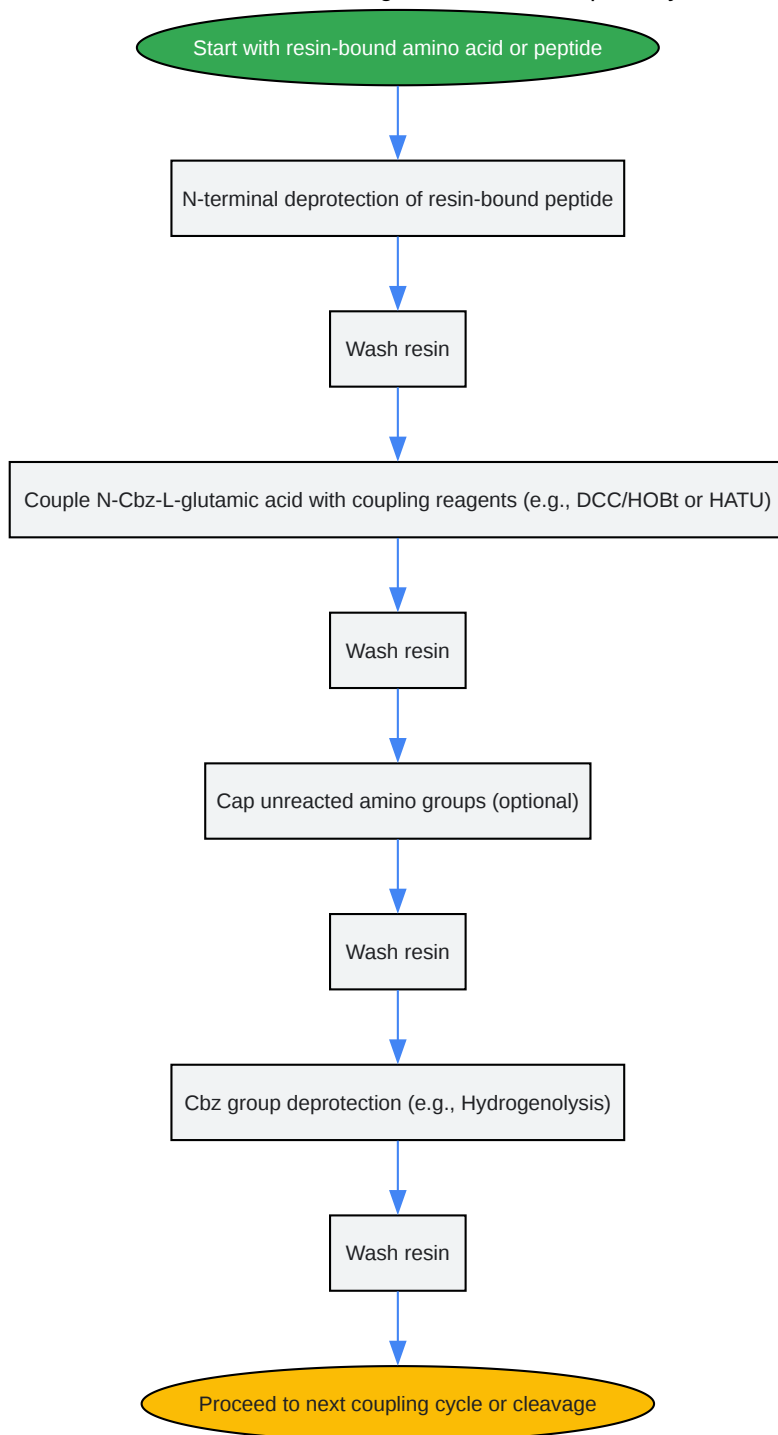 Start with resin-bound amino acid or peptide
N-terminal deprotection of resin-bound peptide
Wash resin
Couple N-Cbz-L-glutamic acid with coupling reagents (e.g., DCC/HOBt or HATU)
Wash resin
Cap unreacted amino groups (optional)
Wash resin
Cbz group deprotection (e.g., Hydrogenolysis)
Wash resin
Proceed to next coupling cycle or cleavage